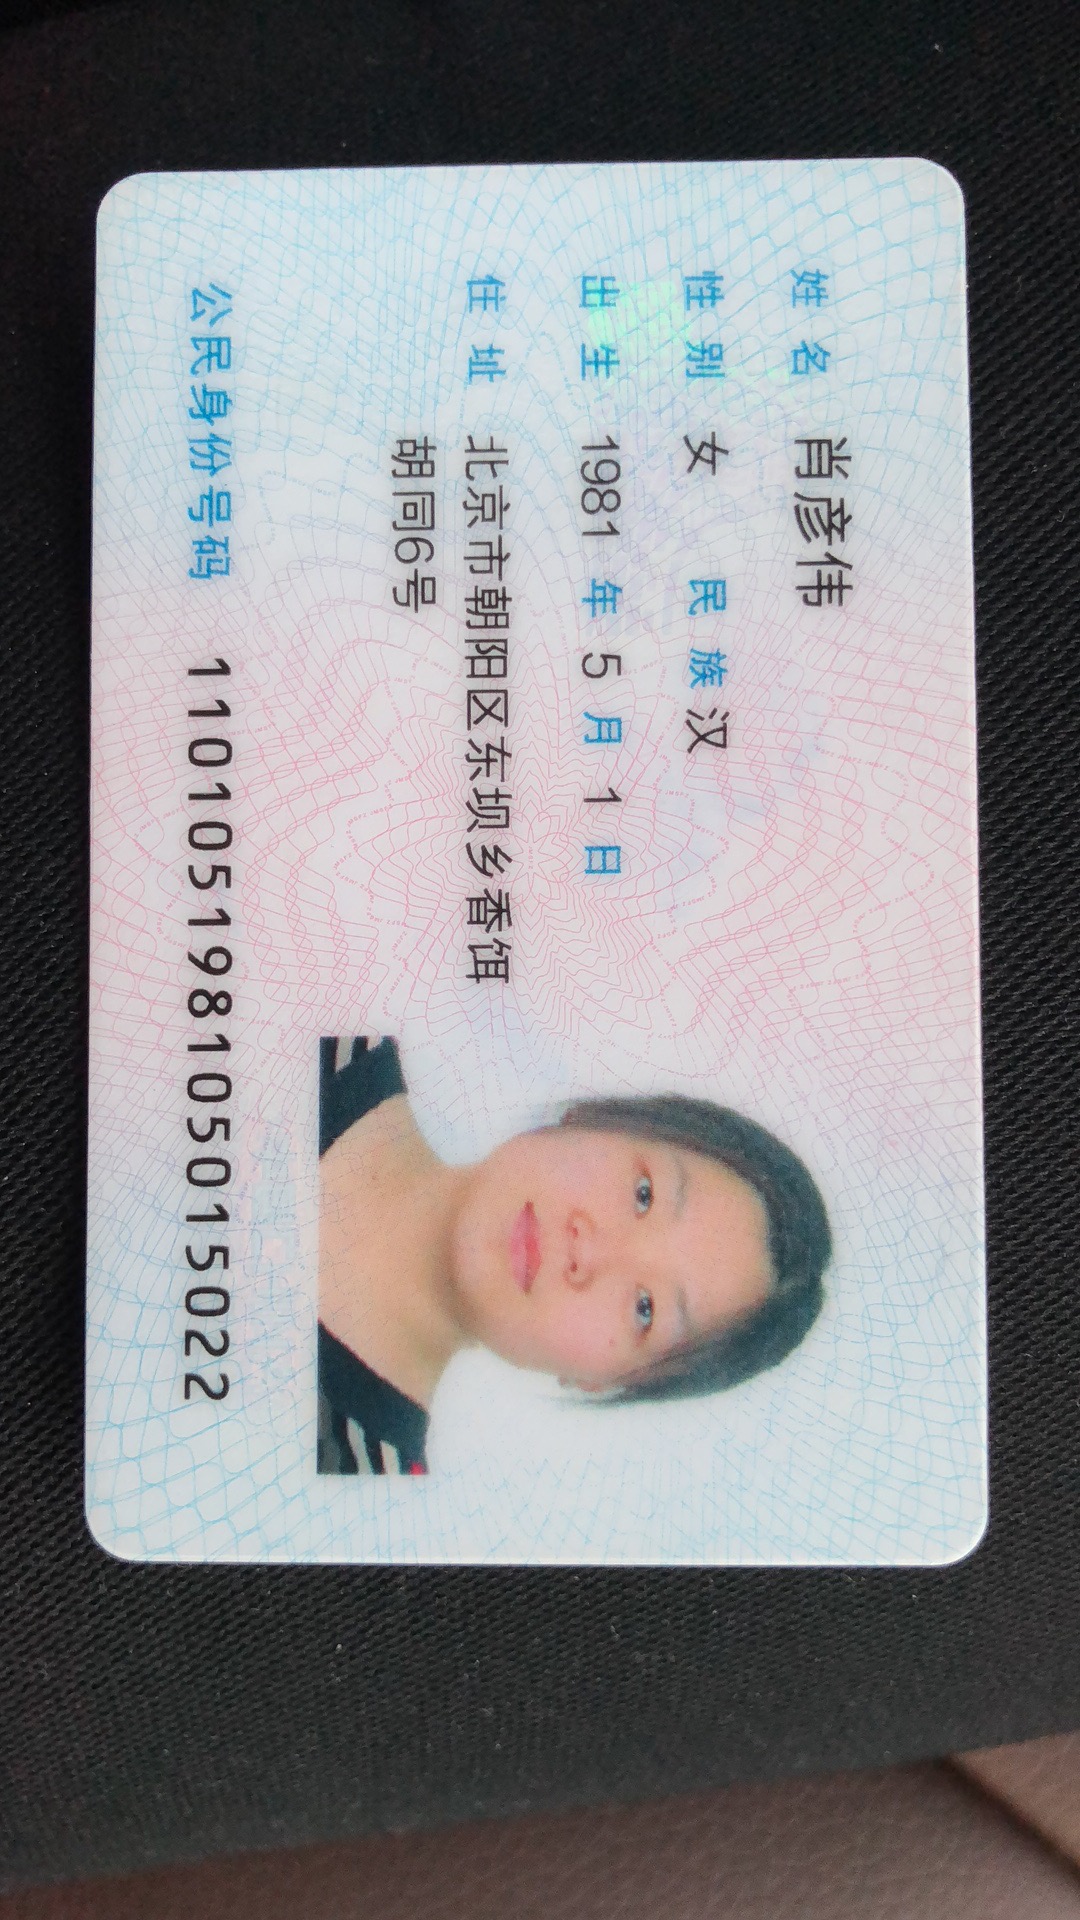 姓名 肖彦伟
性别 女 民族 汉
出生 1981 年 5 月 1 日
住址 北京市朝阳区东坝乡香饵
胡同6号
公民身份号码 110105198105015022